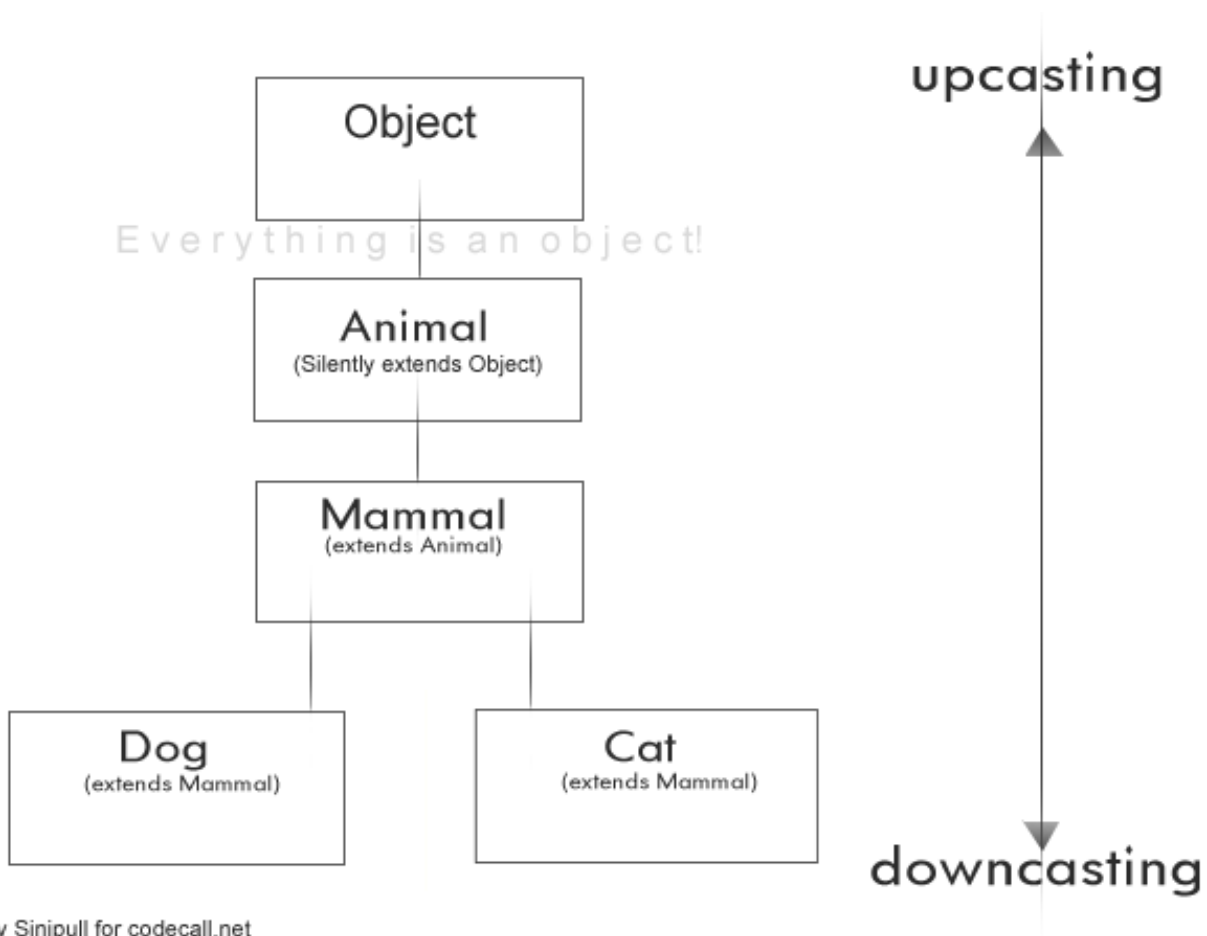 upcasting
Object
Everything is an object!
Animal
(Silently extends Object)
Mammal
(extends Animal)
Dog
(extends Mammal)
Cat
(extends Mammal)
downcasting
Sinipull for codecall.net